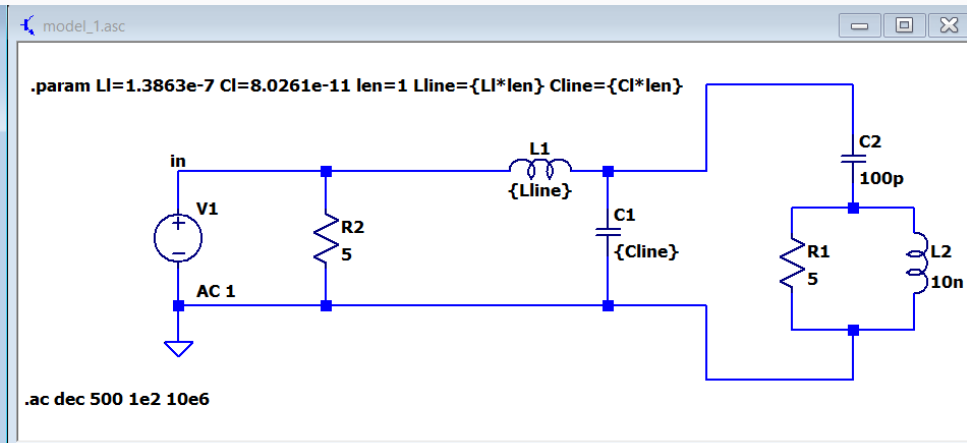 model_1.asc
.param Ll=1.3863e-7 Cl=8.0261e-11 len=1 Lline={Ll*len} Cline={Cl*len}
in
V1
AC 1
R2
5
L1
{Lline}
C1
{Cline}
C2
100p
R1
5
L2
10n
.ac dec 500 1e2 10e6